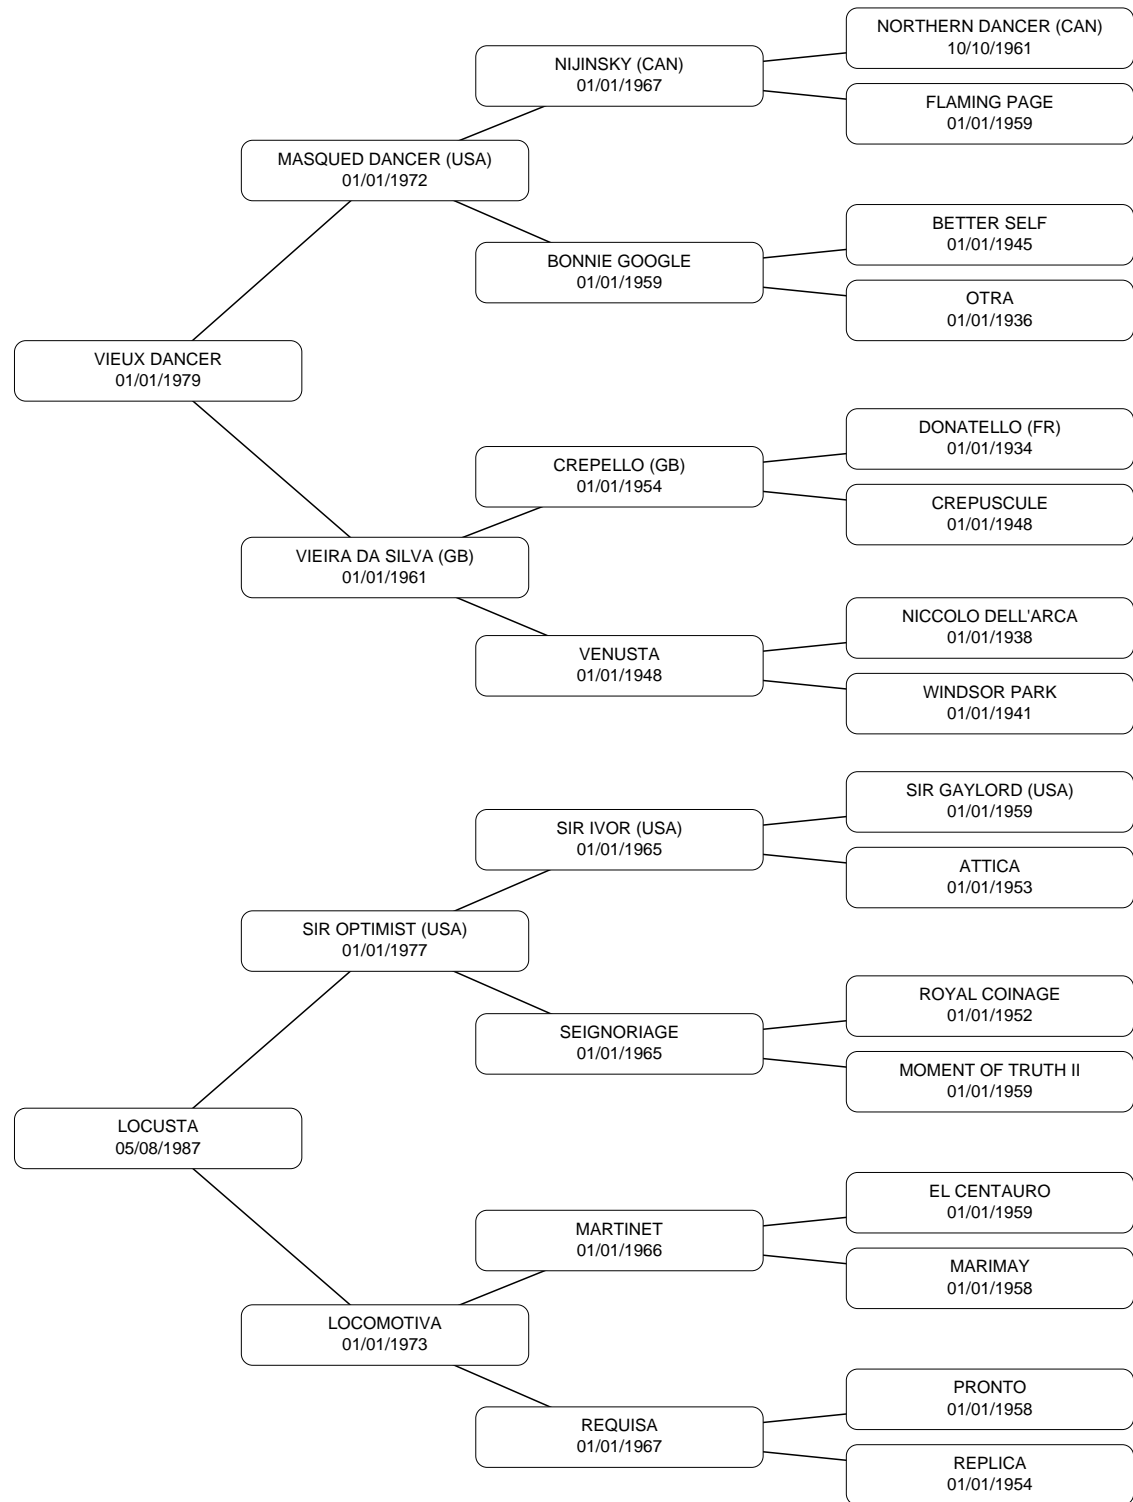 NORTHERN DANCER (CAN)
10/10/1961
NIJINSKY (CAN)
01/01/1967
FLAMING PAGE
01/01/1959
MASQUED DANCER (USA)
01/01/1972
BETTER SELF
01/01/1945
BONNIE GOOGLE
01/01/1959
OTRA
01/01/1936
VIEUX DANCER
01/01/1979
DONATELLO (FR)
01/01/1934
CREPELLO (GB)
01/01/1954
CREPUSCULE
01/01/1948
VIEIRA DA SILVA (GB)
01/01/1961
NICCOLO DELL'ARCA
01/01/1938
VENUSTA
01/01/1948
WINDSOR PARK
01/01/1941
SIR GAYLORD (USA)
01/01/1959
SIR IVOR (USA)
01/01/1965
ATTICA
01/01/1953
SIR OPTIMIST (USA)
01/01/1977
ROYAL COINAGE
01/01/1952
SEIGNORIAGE
01/01/1965
MOMENT OF TRUTH II
01/01/1959
LOCUSTA
05/08/1987
EL CENTAURO
01/01/1959
MARTINET
01/01/1966
MARIMAY
01/01/1958
LOCOMOTIVA
01/01/1973
PRONTO
01/01/1958
REQUISA
01/01/1967
REPLICA
01/01/1954